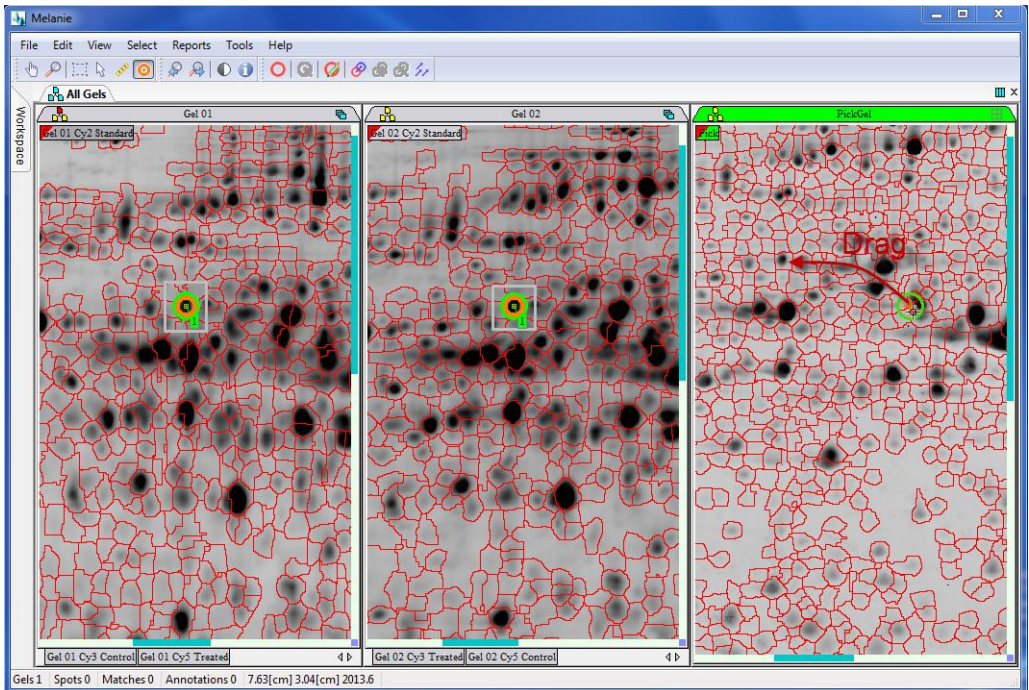 Melanie
File Edit View Select Reports Tools Help
All Gels
Workspace
Gel 01
Gel 02
PickGel
Gel 01 Cy2 Standard
Gel 02 Cy2 Standard
Pick
Drag
1
1
Gel 01 Cy3 Control Gel 01 Cy5 Treated
Gel 02 Cy3 Treated Gel 02 Cy5 Control
Gels 1 Spots 0 Matches 0 Annotations 0 7.63[cm] 3.04[cm] 2013.6